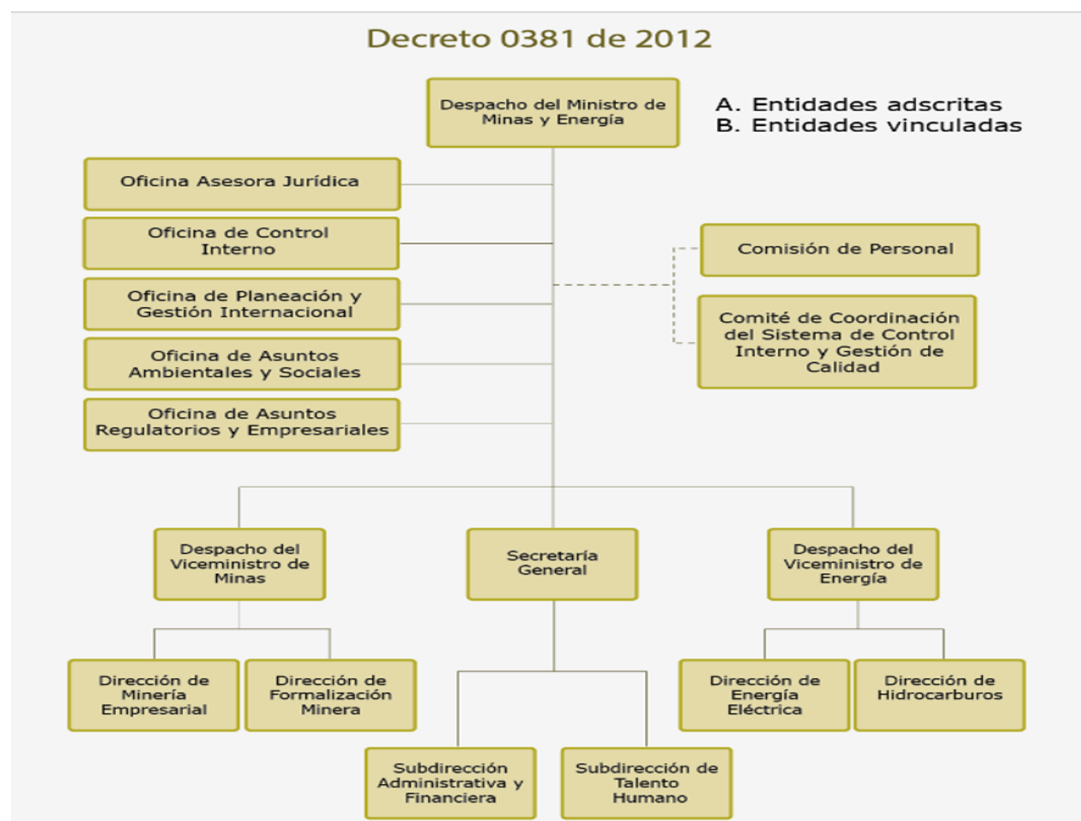 Decreto 0381 de 2012
Despacho del Ministro de
Minas y Energía
A. Entidades adscritas
B. Entidades vinculadas
Oficina Asesora Jurídica
Oficina de Control
Interno
Oficina de Planeación y
Gestión Internacional
Oficina de Asuntos
Ambientales y Sociales
Oficina de Asuntos
Regulatorios y Empresariales
Comisión de Personal
Comité de Coordinación
del Sistema de Control
Interno y Gestión de
Calidad
Despacho del
Viceministro de
Minas
Secretaría
General
Despacho del
Viceministro de
Energía
Dirección de
Minería
Empresarial
Dirección de
Formalización
Minera
Dirección de
Energía
Eléctrica
Dirección de
Hidrocarburos
Subdirección
Administrativa y
Financiera
Subdirección de
Talento
Humano